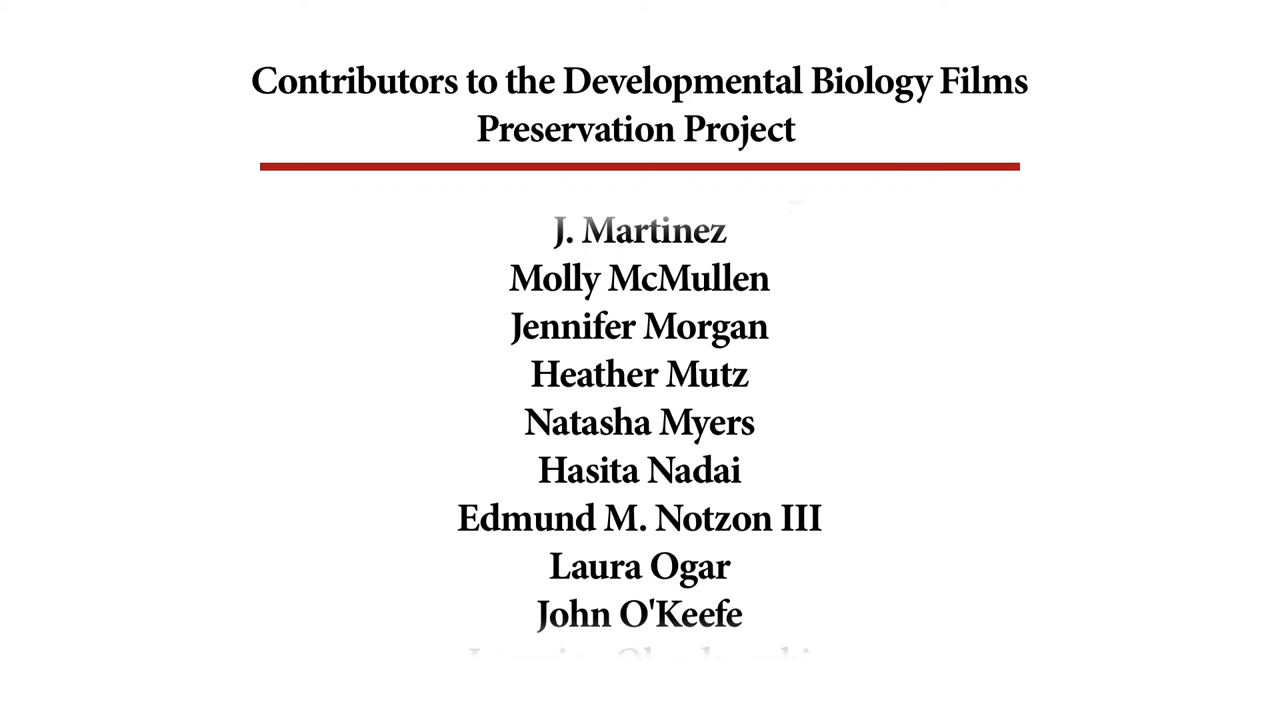 Contributors to the Developmental Biology Films
Preservation Project
J. Martinez
Molly McMullen
Jennifer Morgan
Heather Mutz
Natasha Myers
Hasita Nadai
Edmund M. Notzon III
Laura Ogar
John O'Keefe